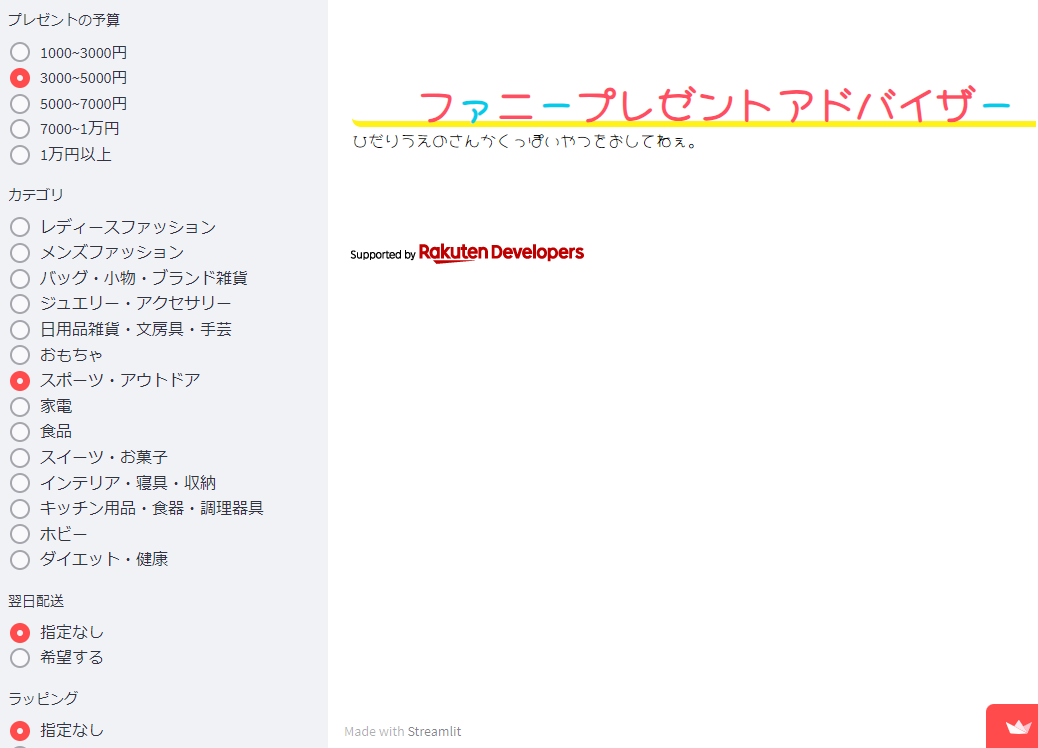 プレゼントの予算
1000~3000円
3000~5000円
5000~7000円
7000~1万円
1万円以上
カテゴリ
レディースファッション
メンズファッション
バッグ・小物・ブランド雑貨
ジュエリー・アクセサリー
日用品雑貨・文房具・手芸
おもちゃ
スポーツ・アウトドア
家電
食品
スイーツ・お菓子
インテリア・寝具・収納
キッチン用品・食器・調理器具
ホビー
ダイエット・健康
翌日配送
指定なし
希望する
ラッピング
指定なし
ファニープレゼントアドバイザー
ひだりうえのさんかくっぽいやつをおしてねぇ。
Supported by Rakuten Developers
Made with Streamlit